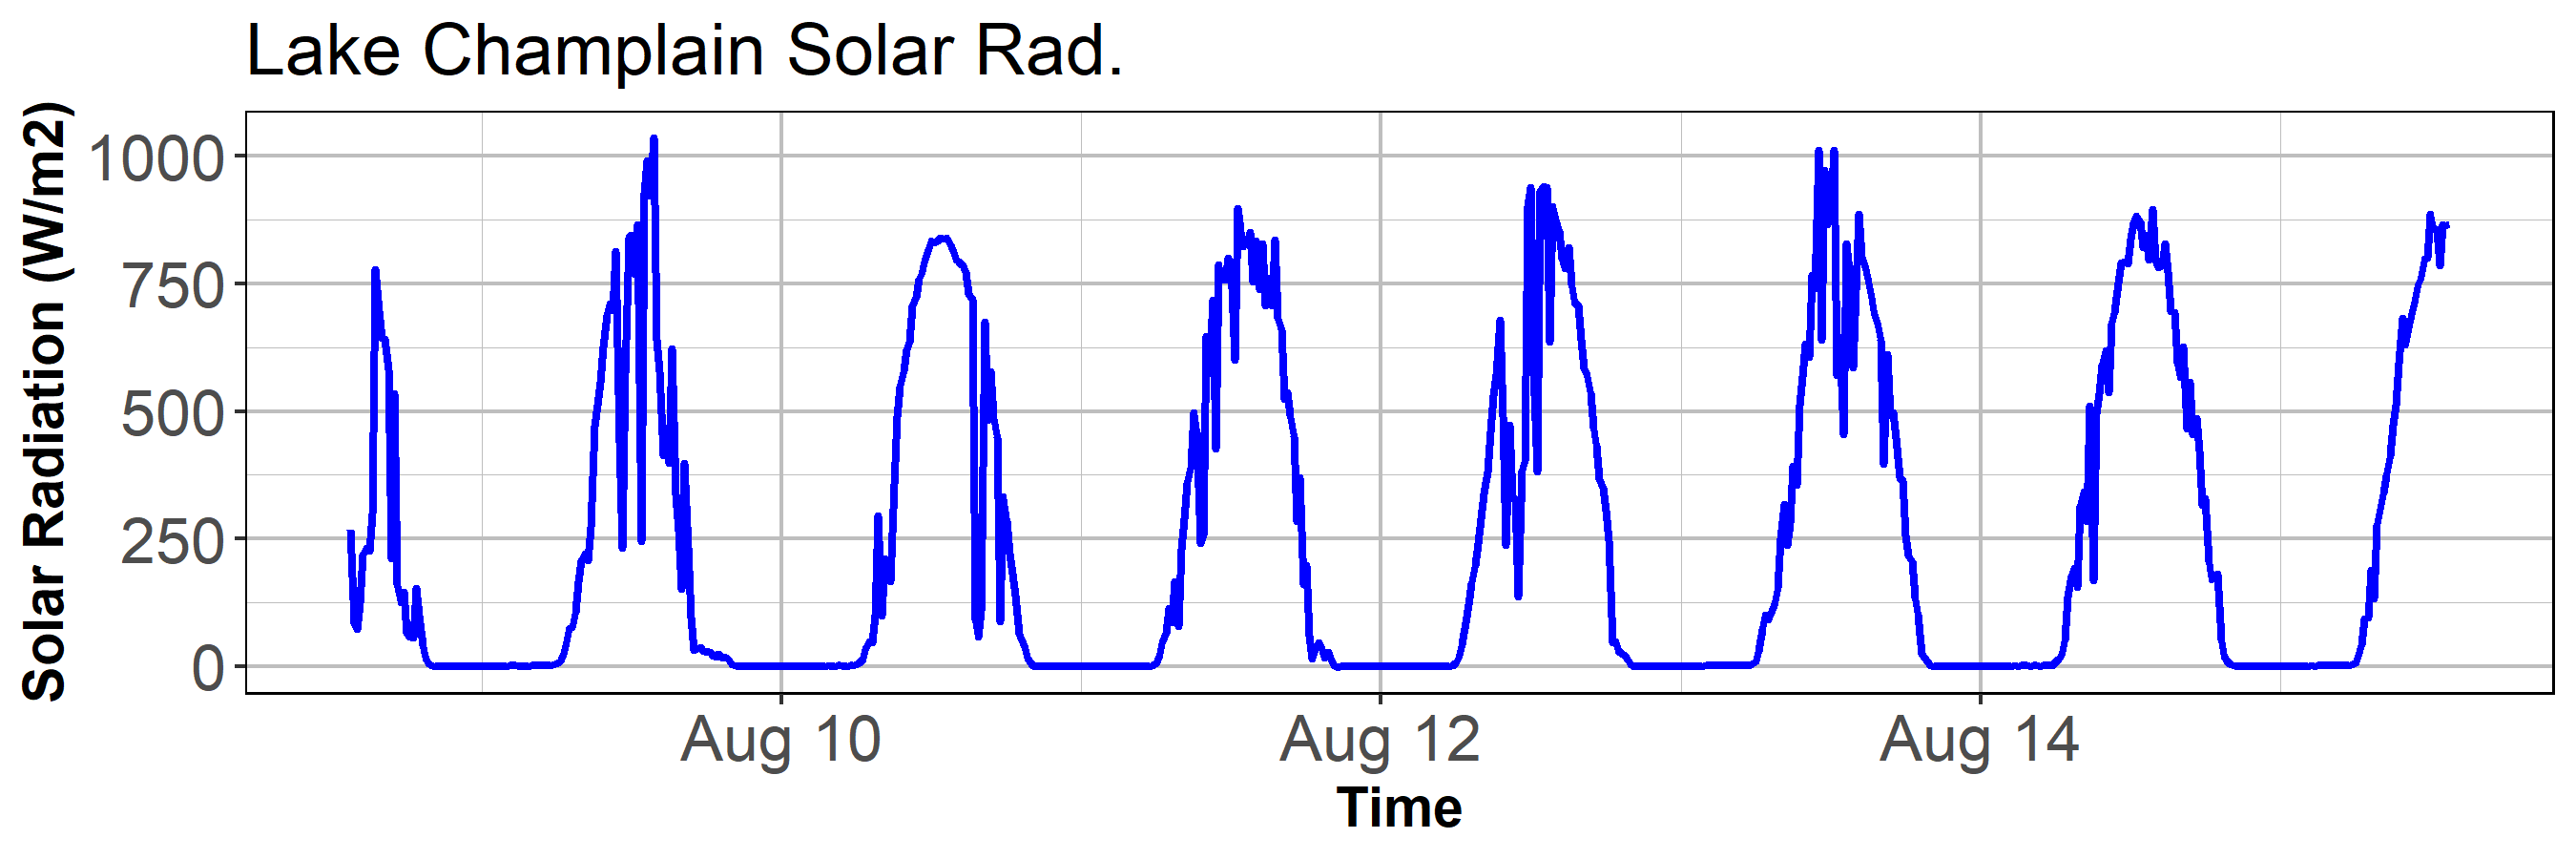 Lake Champlain Solar Rad.
Solar Radiation (W/m2)
1000
750
500
250
0
Aug 10 Aug 12 Aug 14
Time